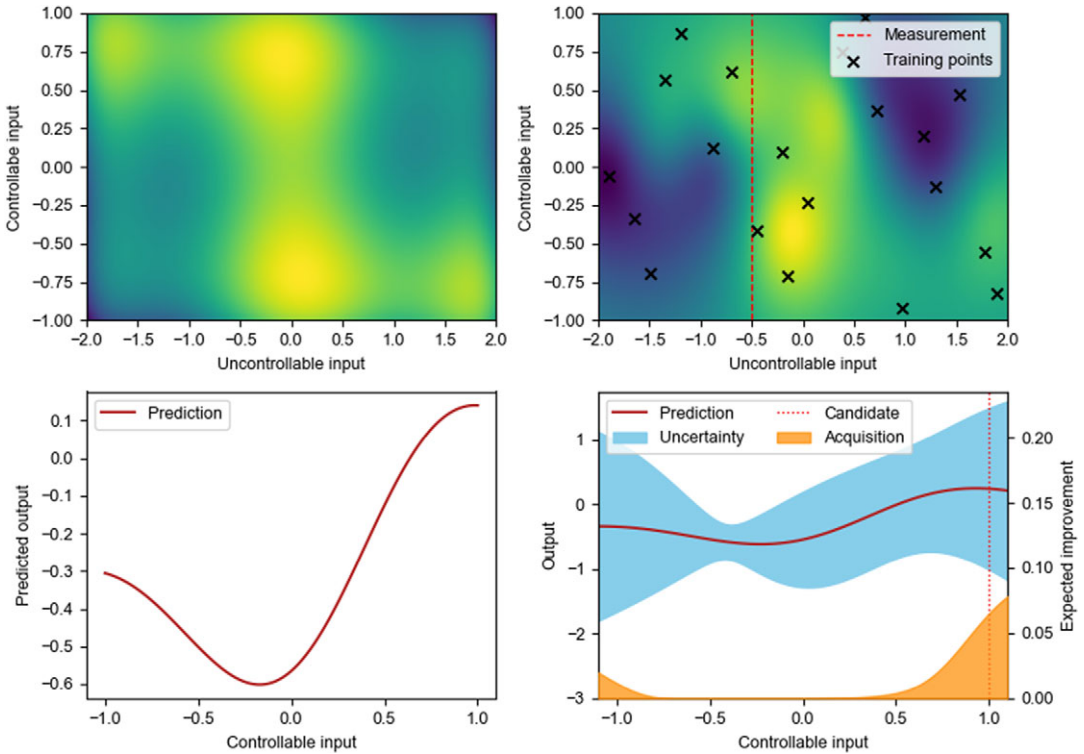 1.00
0.75
0.50
0.25
0.00
−0.25
−0.50
−0.75
−1.00
Controllabe input
−2.0 −1.5 −1.0 −0.5 0.0 0.5 1.0 1.5 2.0
Uncontrollable input
1.00
0.75
0.50
0.25
0.00
−0.25
−0.50
−0.75
−1.00
Controllable input
Measurement
Training points
−2.0 −1.5 −1.0 −0.5 0.0 0.5 1.0 1.5 2.0
Uncontrollable input
Prediction
0.1
0.0
−0.1
−0.2
−0.3
−0.4
−0.5
−0.6
Predicted output
−1.0 −0.5 0.0 0.5 1.0
Controllable input
Prediction Candidate
Uncertainty Acquisition
1
0
−1
−2
−3
Output
0.20
0.15
0.10
0.05
0.00
Expected improvement
−1.0 −0.5 0.0 0.5 1.0
Controllable input